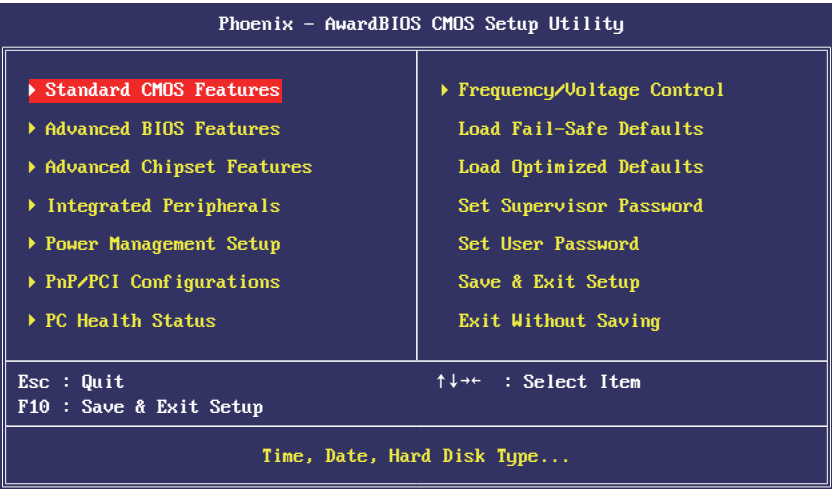 Phoenix - AwardBIOS CMOS Setup Utility
▶ Standard CMOS Features
▶ Advanced BIOS Features
▶ Advanced Chipset Features
▶ Integrated Peripherals
▶ Power Management Setup
▶ PnP/PCI Configurations
▶ PC Health Status
▶ Frequency/Voltage Control
Load Fail-Safe Defaults
Load Optimized Defaults
Set Supervisor Password
Set User Password
Save & Exit Setup
Exit Without Saving
Esc : Quit
F10 : Save & Exit Setup
↑↓→← : Select Item
Time, Date, Hard Disk Type...